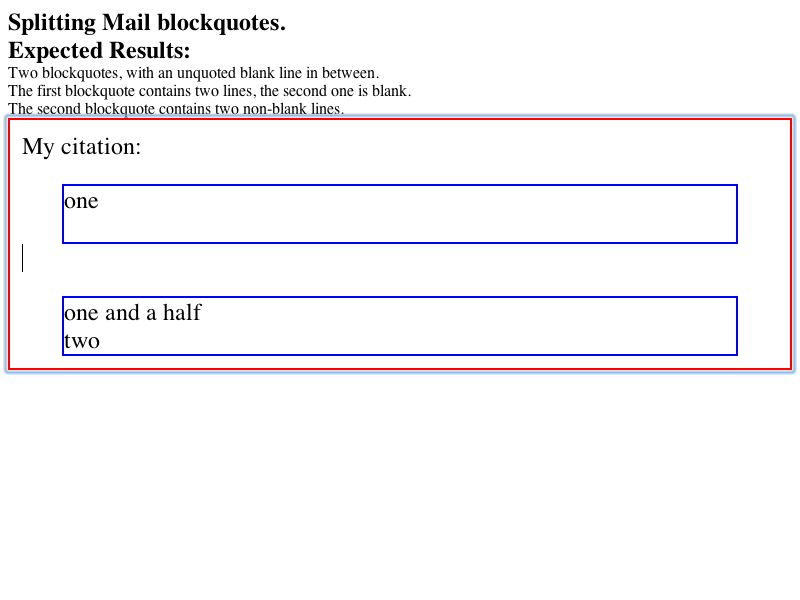 Splitting Mail blockquotes.
Expected Results:
Two blockquotes, with an unquoted blank line in between.
The first blockquote contains two lines, the second one is blank.
The second blockquote contains two non-blank lines.
My citation:
one
one and a half
two